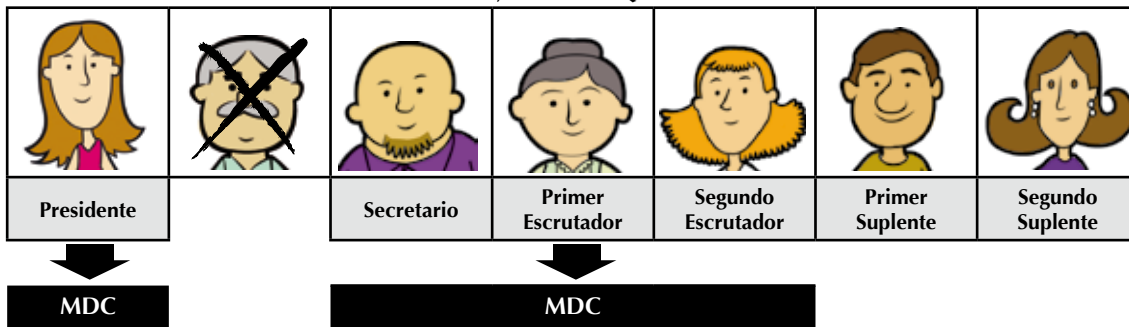 Presidente
Secretario
Primer
Escrutador
Segundo
Escrutador
Primer
Suplente
Segundo
Suplente
MDC
MDC